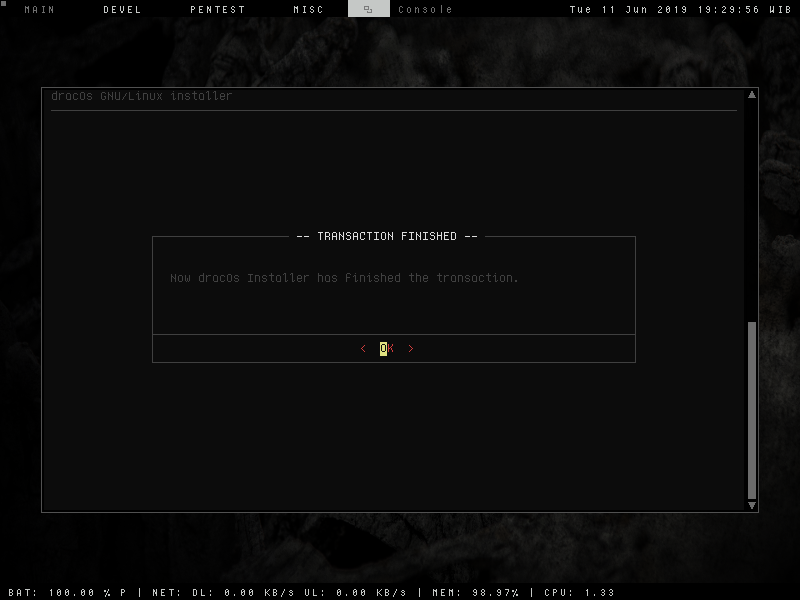 MAIN DEVEL PENTEST MISC Console Tue 11 Jun 2019 19:29:56 WIB
dracOs GNU/Linux installer
-- TRANSACTION FINISHED --
Now dracOs Installer has finished the transaction.
< OK >
BAT: 100.00 % P | NET: DL: 0.00 KB/s UL: 0.00 KB/s | MEM: 98.97% | CPU: 1.33